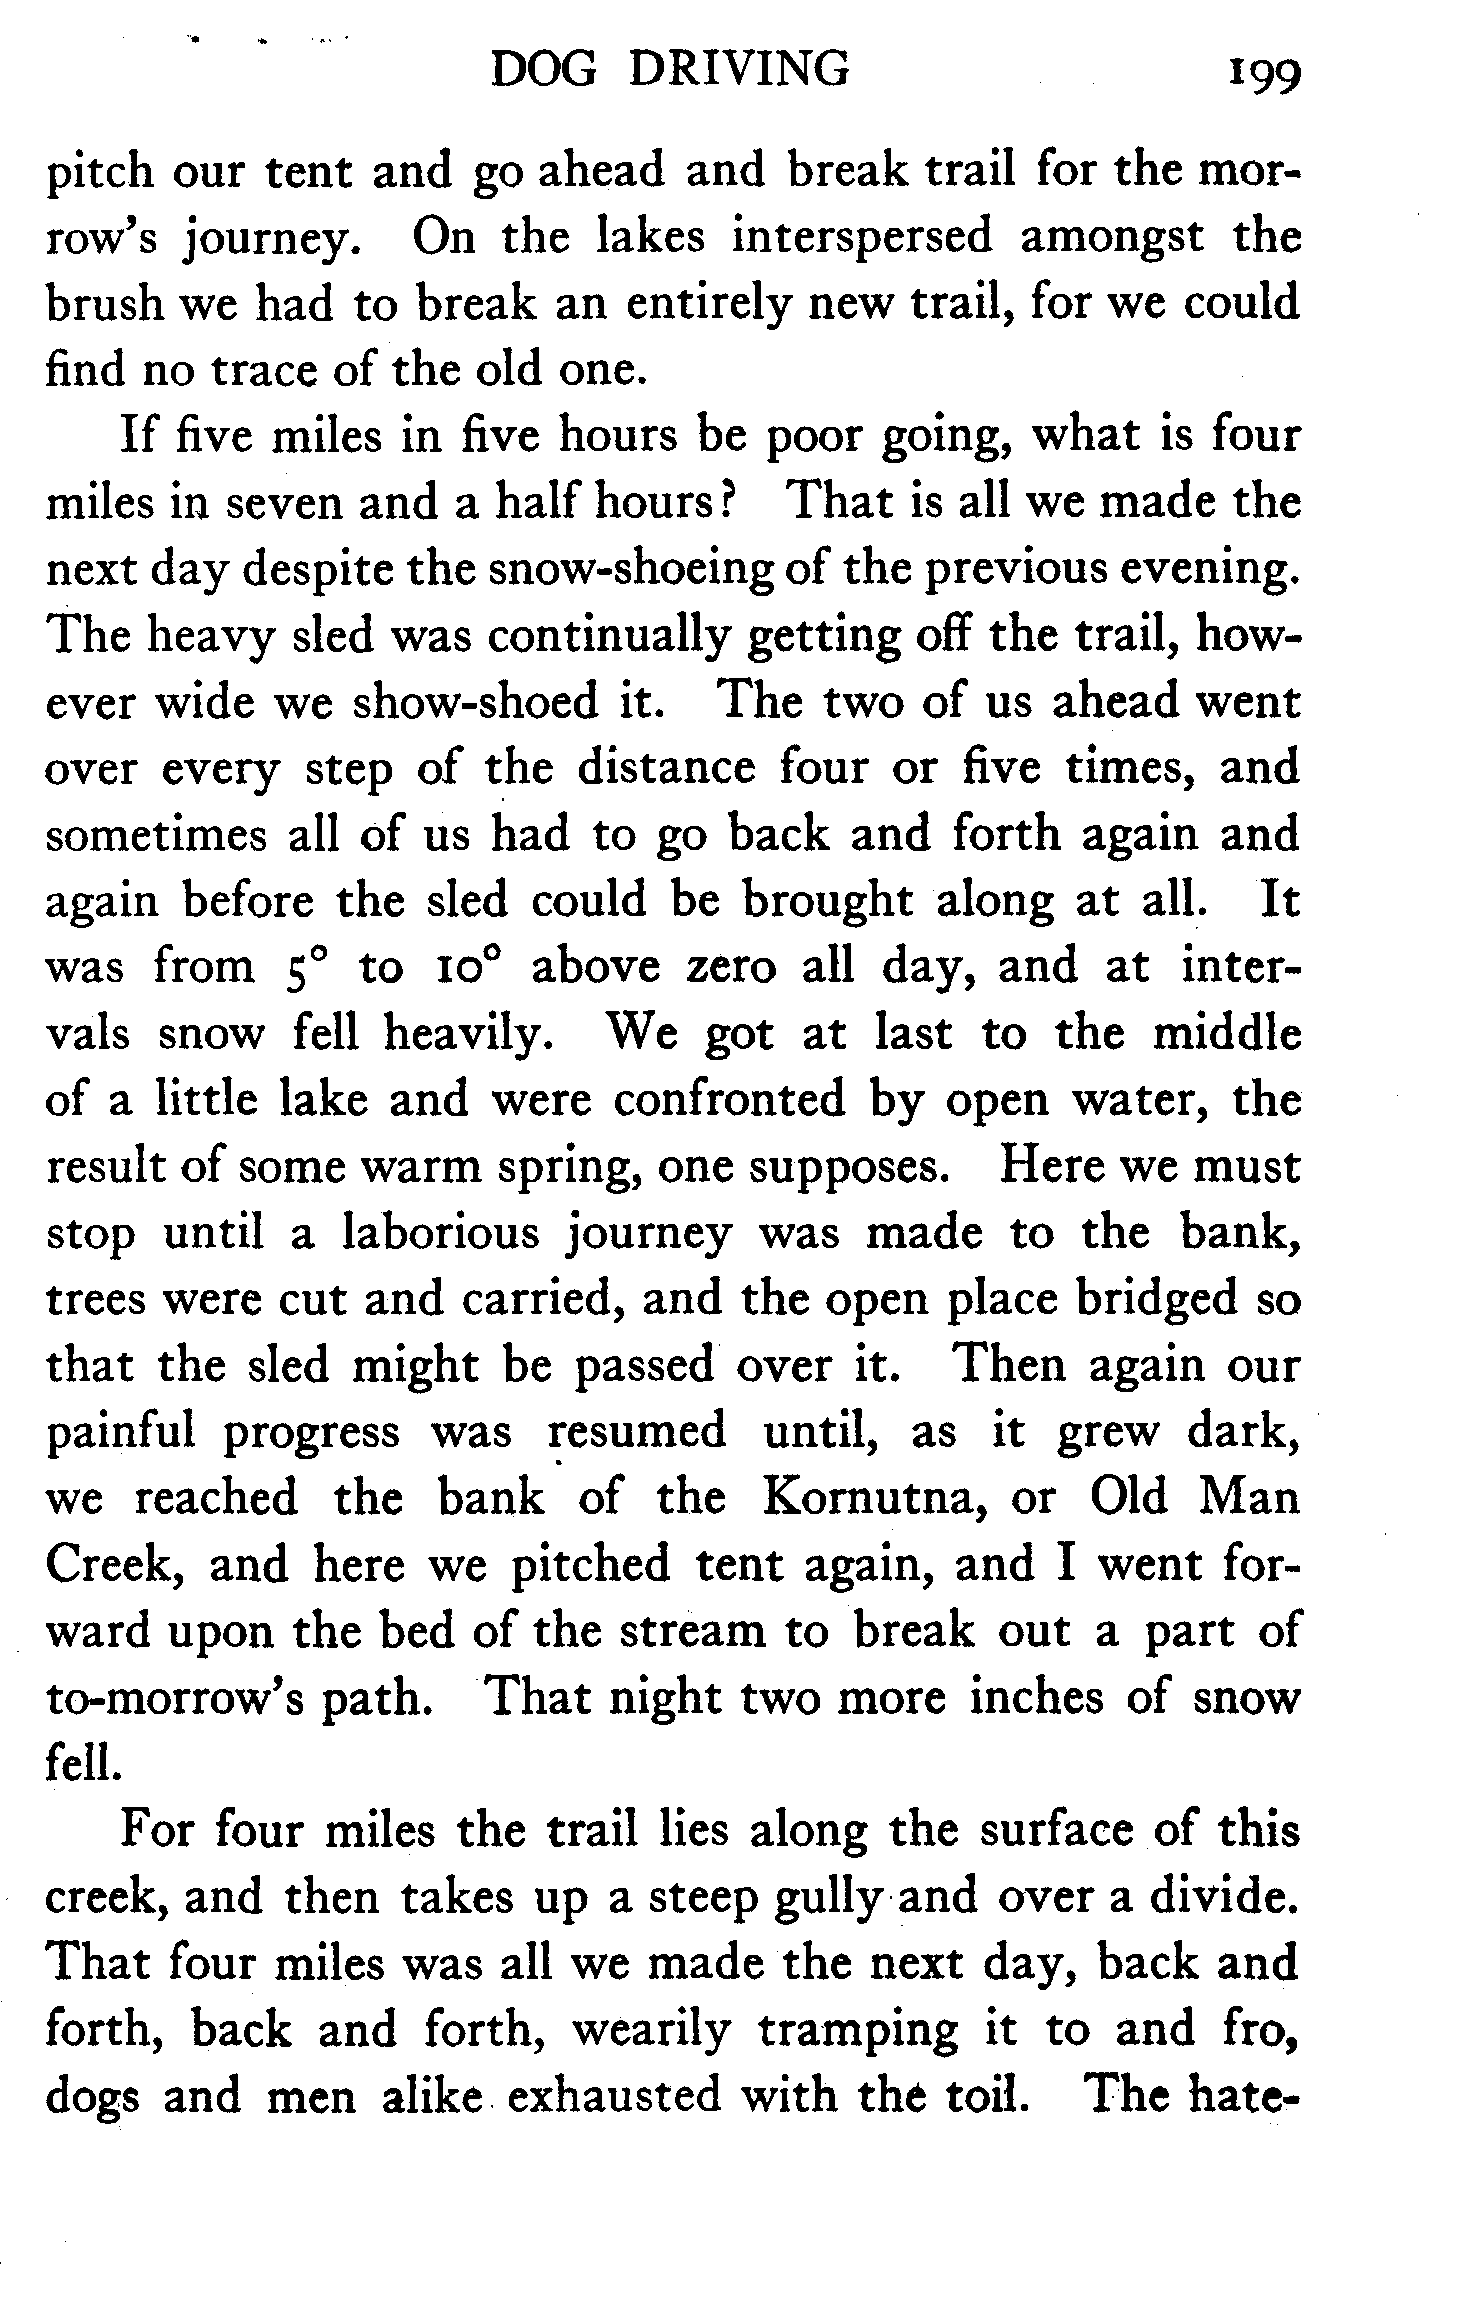 DOG DRIVING 199
pitch our tent and go ahead and break trail for the mor-
row's journey. On the lakes interspersed amongst the
brush we had to break an entirely new trail, for we could
find no trace of the old one.
If five miles in five hours be poor going, what is four
miles in seven and a half hours? That is all we made the
next day despite the snow-shoeing of the previous evening.
The heavy sled was continually getting off the trail, how-
ever wide we show-shoed it. The two of us ahead went
over every step of the distance four or five times, and
sometimes all of us had to go back and forth again and
again before the sled could be brought along at all. It
was from 5° to 10° above zero all day, and at inter-
vals snow fell heavily. We got at last to the middle
of a little lake and were confronted by open water, the
result of some warm spring, one supposes. Here we must
stop until a laborious journey was made to the bank,
trees were cut and carried, and the open place bridged so
that the sled might be passed over it. Then again our
painful progress was resumed until, as it grew dark,
we reached the bank of the Kornutna, or Old Man
Creek, and here we pitched tent again, and I went for-
ward upon the bed of the stream to break out a part of
to-morrow's path. That night two more inches of snow
fell.
For four miles the trail lies along the surface of this
creek, and then takes up a steep gully and over a divide.
That four miles was all we made the next day, back and
forth, back and forth, wearily tramping it to and fro,
dogs and men alike exhausted with the toil. The hate-